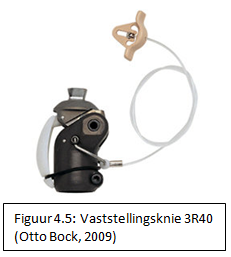 Figuur 4.5: Vaststellingsknie 3R40
(Otto Bock, 2009)